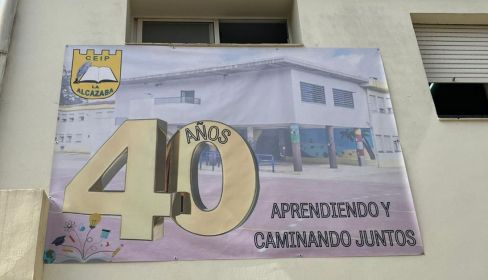 CEIP
LA
ALCAZABA
40
AÑOS
APRENDIENDO Y
CAMINANDO JUNTOS